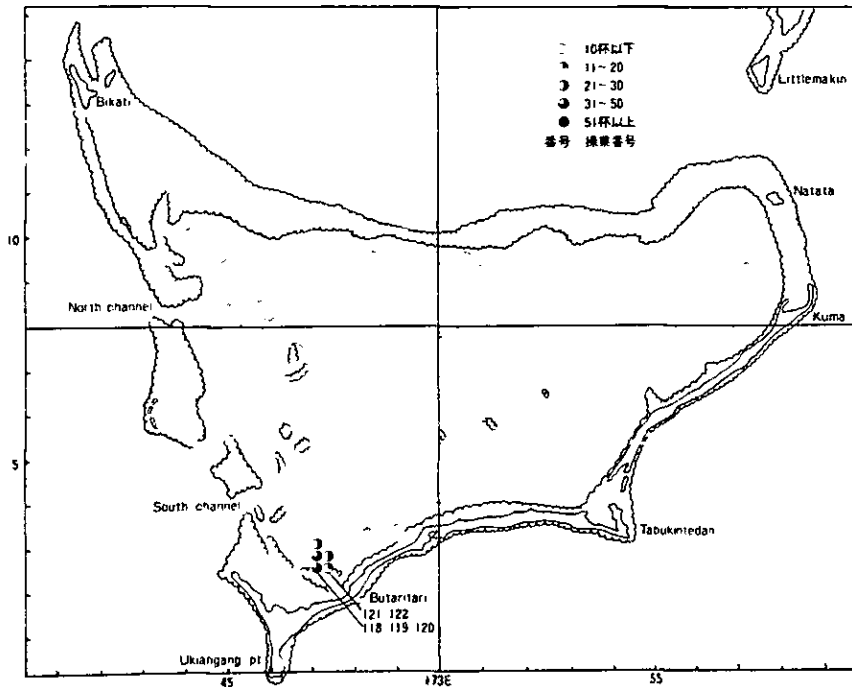 10杯以下
11~20
21~30
31~50
51杯以上
番号 操業番号
Littlemakin
Bikati
Natata
10
North channel
Kuma
5
South channel
Tabukintedan
Butaritari
121 122
118 119 120
Ukiangang pt
45
173E
55